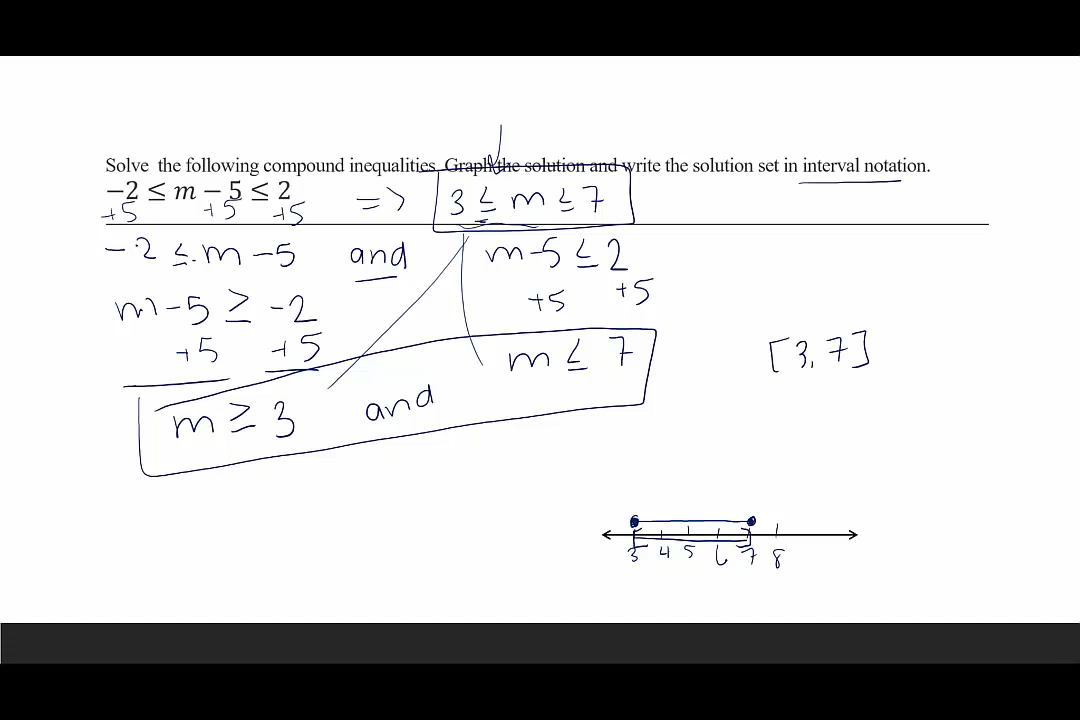 Solve the following compound inequalities. Graph the solution and write the solution set in interval notation.
−2 ≤ m − 5 ≤ 2 => 3 ≤ m ≤ 7
+5 +5 +5
-2 ≤ m -5 and m-5 ≤ 2
m -5 ≥ -2 +5 +5
+5 +5 m ≤ 7 [3, 7]
m ≥ 3 and
3 4 5 6 7 8